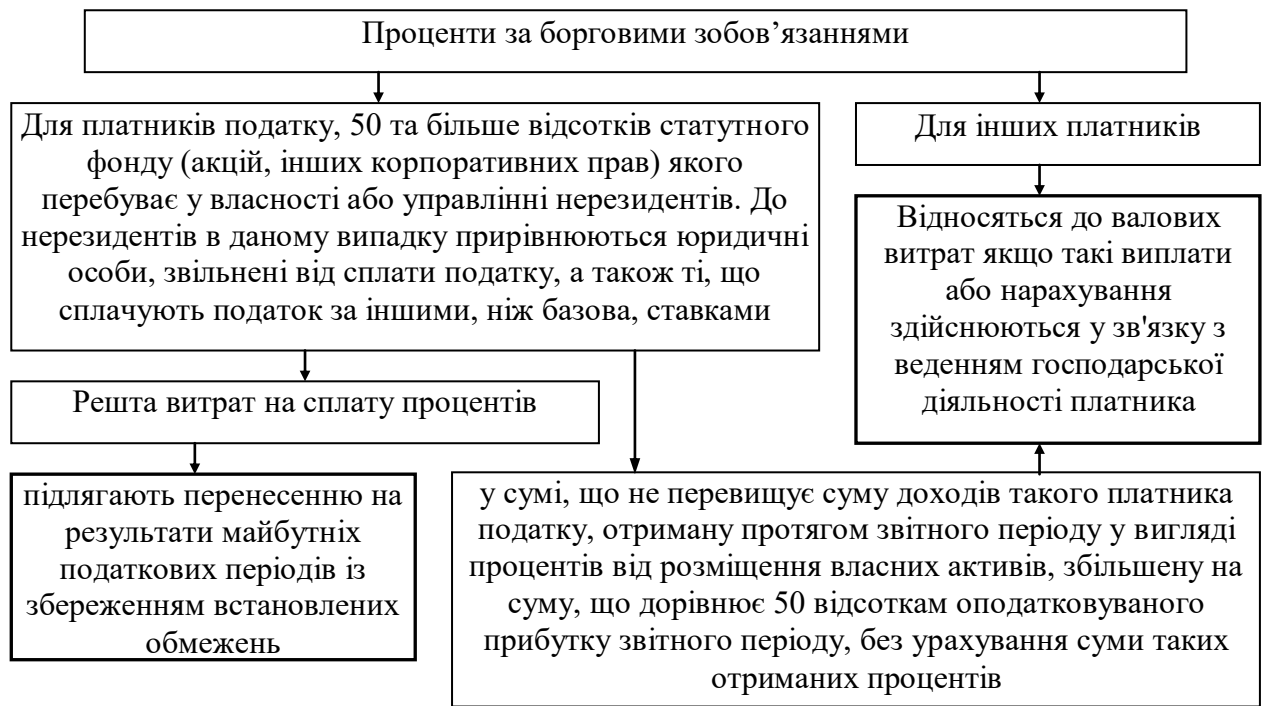 Проценти за борговими зобов’язаннями
Для платників податку, 50 та більше відсотків статутного
фонду (акцій, інших корпоративних прав) якого
перебуває у власності або управлінні нерезидентів. До
нерезидентів в даному випадку прирівнюються юридичні
особи, звільнені від сплати податку, а також ті, що
сплачують податок за іншими, ніж базова, ставками
Для інших платників
Відносяться до валових
витрат якщо такі виплати
або нарахування
здійснюються у зв'язку з
веденням господарської
діяльності платника
Решта витрат на сплату процентів
підлягають перенесенню на
результати майбутніх
податкових періодів із
збереженням встановлених
обмежень
у сумі, що не перевищує суму доходів такого платника
податку, отриману протягом звітного періоду у вигляді
процентів від розміщення власних активів, збільшену на
суму, що дорівнює 50 відсоткам оподатковуваного
прибутку звітного періоду, без урахування суми таких
отриманих процентів